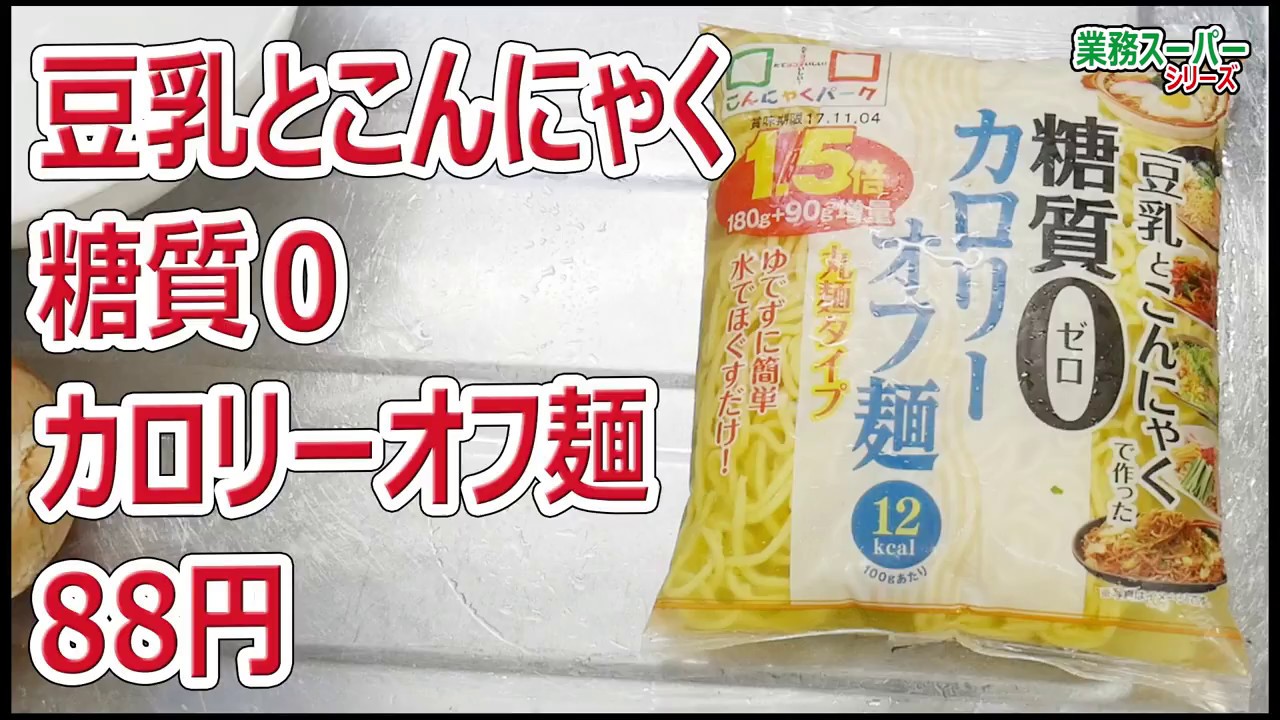 豆乳とこんにゃく
糖質0
カロリーオフ麺
88円
業務スーパー
シリーズ
こんにゃくパーク
賞味期限17.11.04
1.5倍
180g+90g増量
豆乳とこんにゃくで作った
糖質0
ゼロ
カロリー
オフ麺
丸麺タイプ
ゆでずに簡単
水でほぐすだけ!
12
kcal
100gあたり